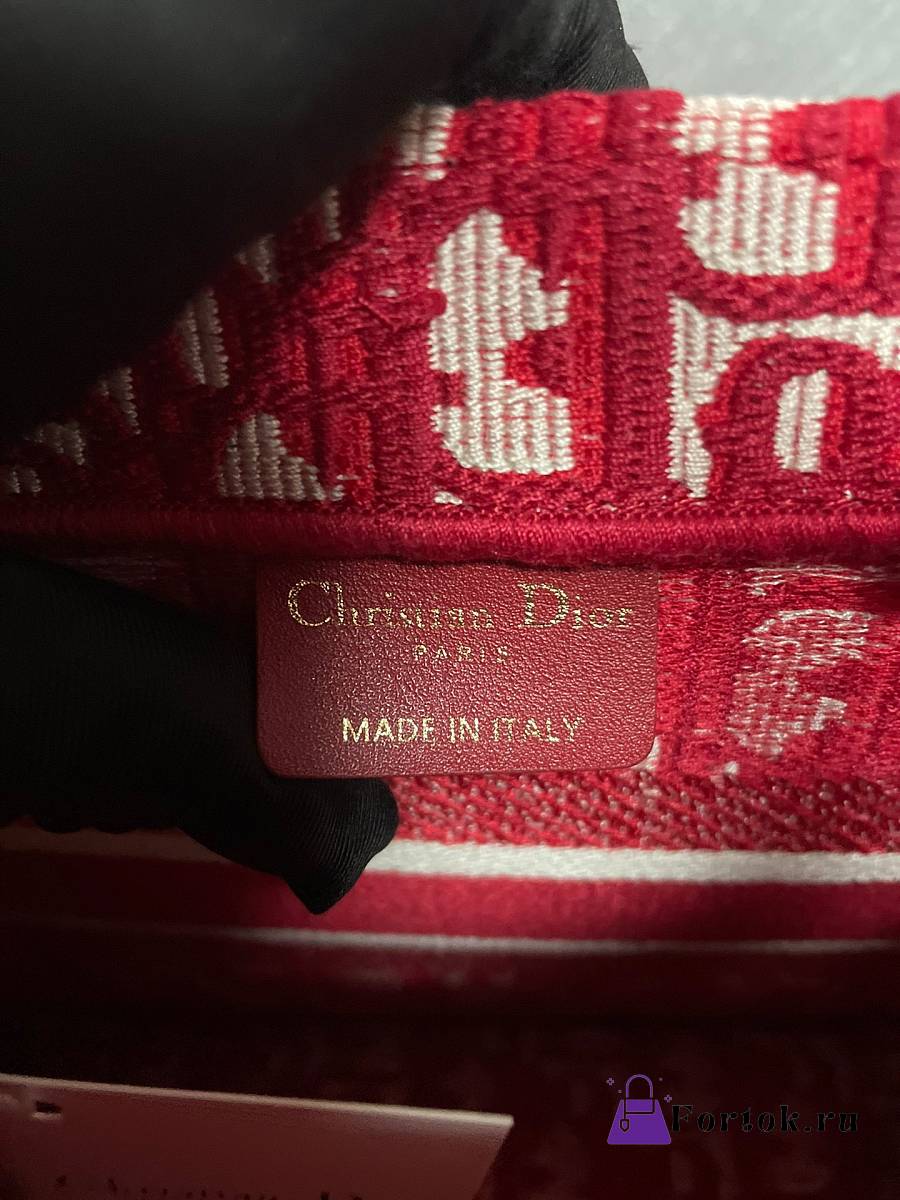 Christian Dior
PARIS
MADE IN ITALY
Fortok.ru